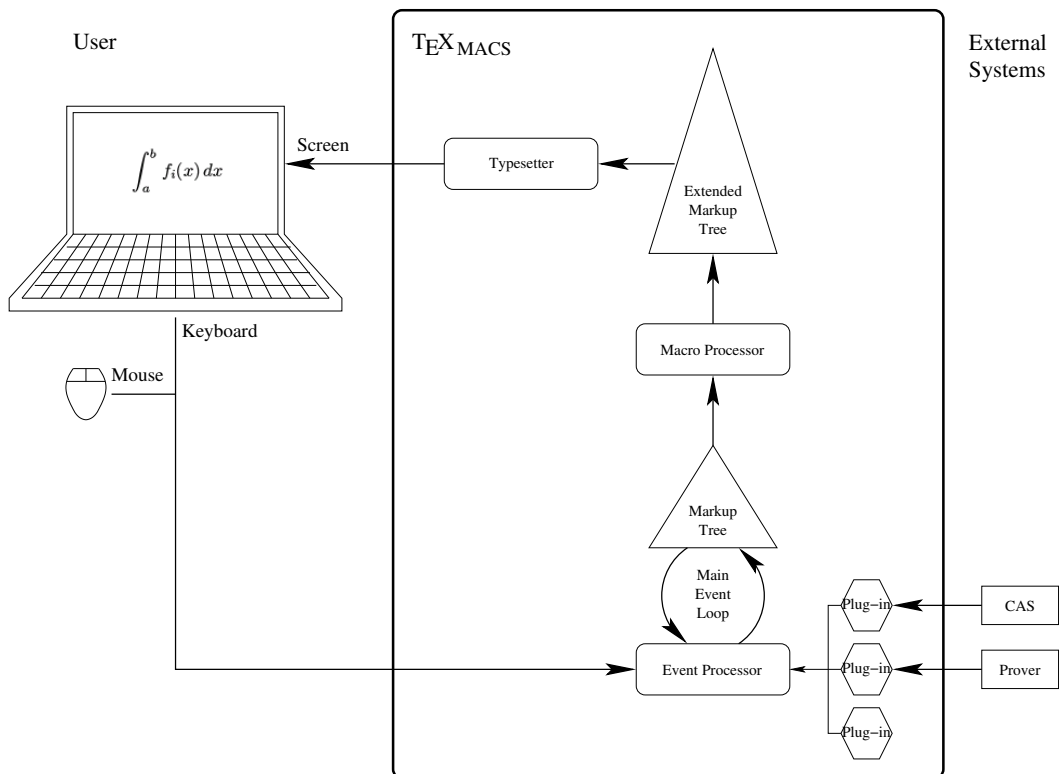 User
TEXMACS
External
Systems
∫_a^b f_i(x) dx
Screen
Typesetter
Extended
Markup
Tree
Keyboard
Mouse
Macro Processor
Markup
Tree
Main
Event
Loop
Plug−in
CAS
Event Processor
Plug−in
Prover
Plug−in